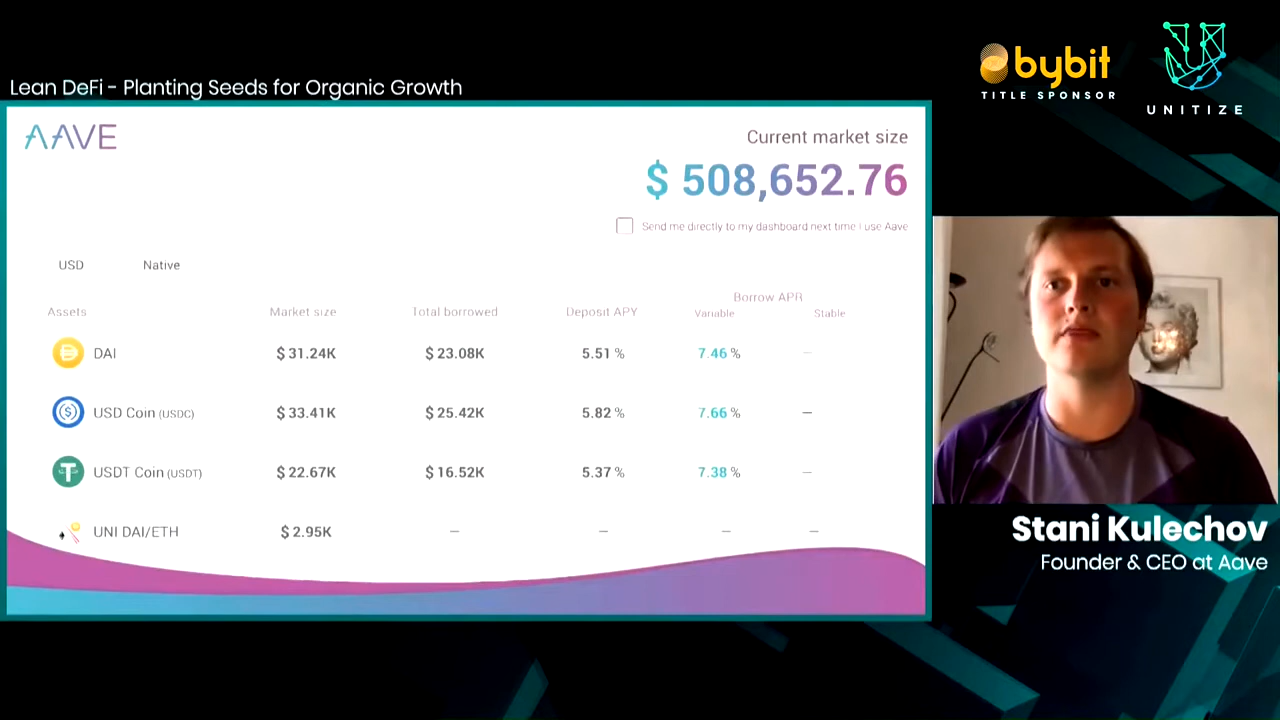 bybit
TITLE SPONSOR
UNITIZE
Lean DeFi - Planting Seeds for Organic Growth
AAVE
Current market size
$ 508,652.76
Send me directly to my dashboard next time I use Aave
USD Native
Borrow APR
Assets Market size Total borrowed Deposit APY Variable Stable
DAI $ 31.24K $ 23.08K 5.51 % 7.46 % —
USD Coin (USDC) $ 33.41K $ 25.42K 5.82 % 7.66 % —
USDT Coin (USDT) $ 22.67K $ 16.52K 5.37 % 7.38 % —
UNI DAI/ETH $ 2.95K — — — —
Stani Kulechov
Founder & CEO at Aave